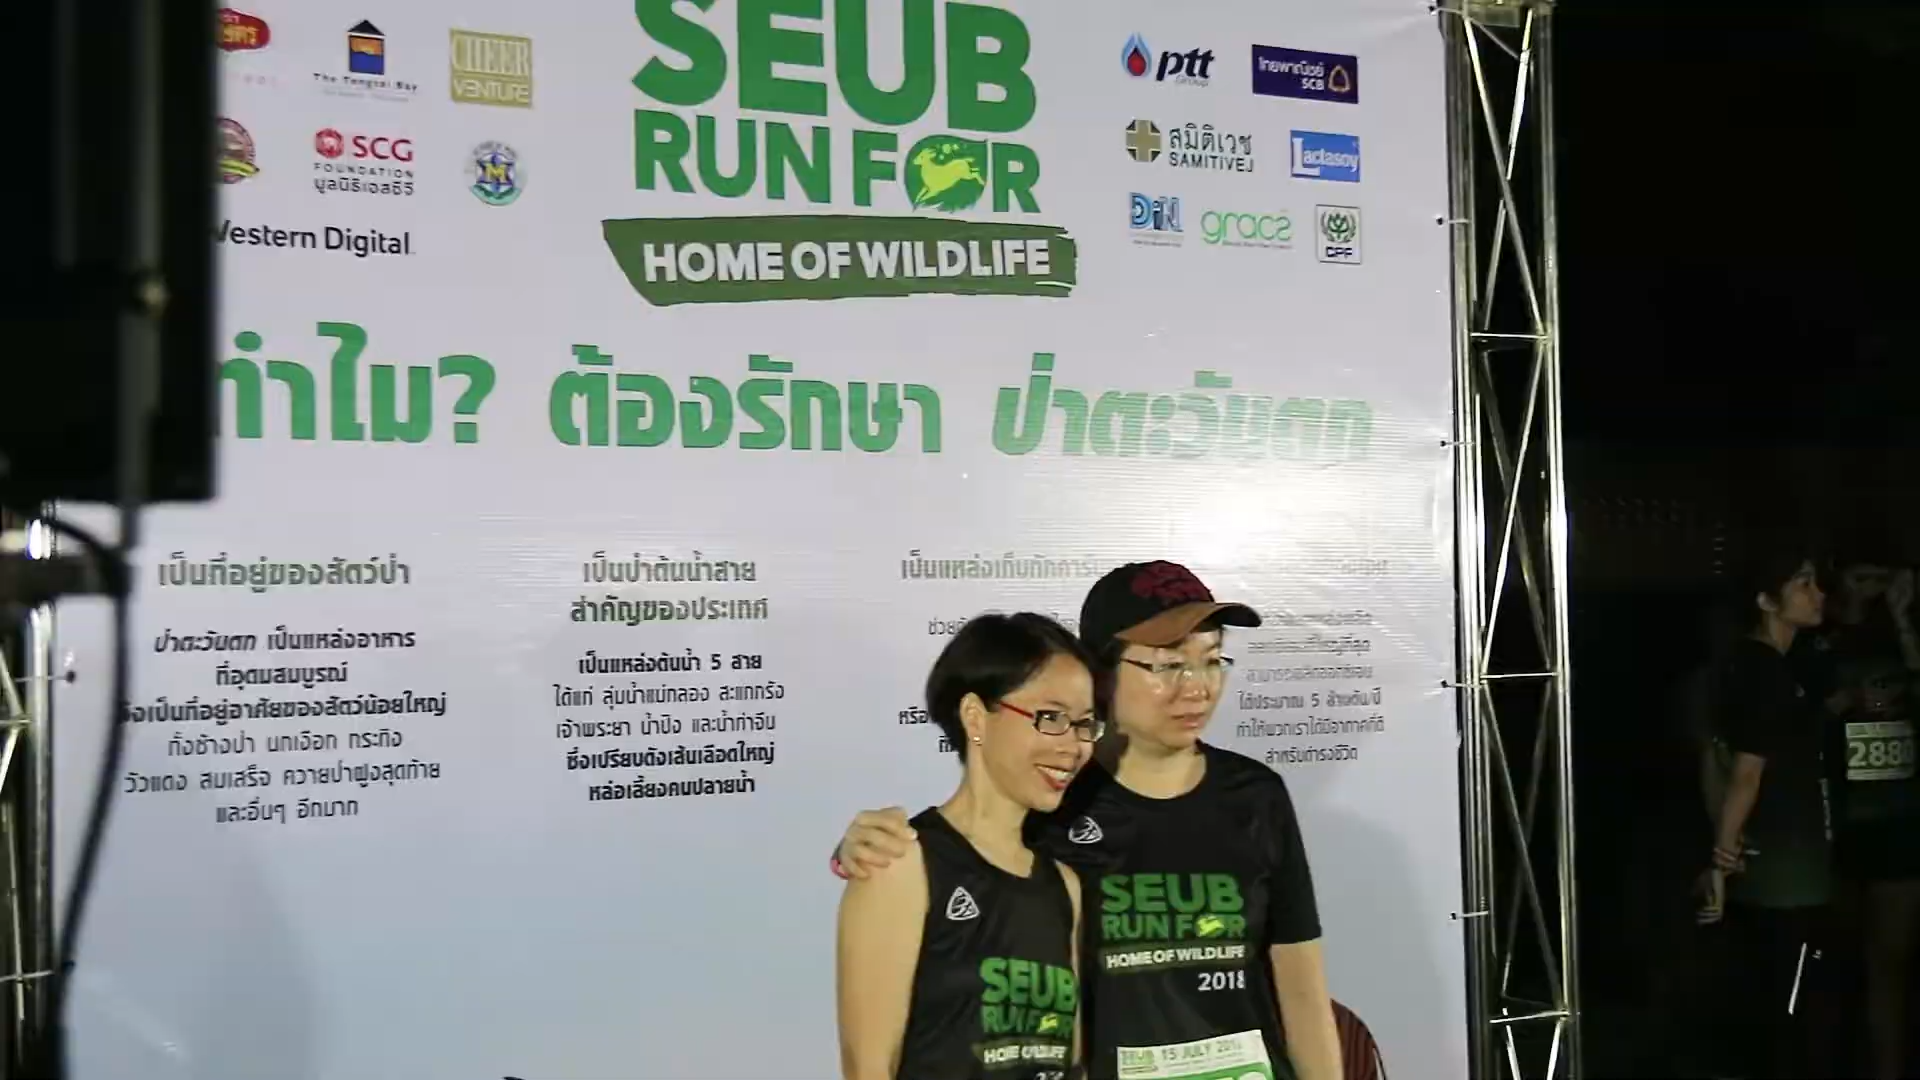 SEUB
RUN FOR
HOME OF WILDLIFE
CHEER
VENTURE
SCG
FOUNDATION
มูลนิธิเอสซีจี
Western Digital
ptt
Group
ไทยพาณิชย์
SCB
สมิติเวช
SAMITIVEJ
Lactasoy
CPF
ทำไม? ต้องรักษา ป่าตะวันตก
เป็นที่อยู่ของสัตว์ป่า
ป่าตะวันตก เป็นแหล่งอาหาร
ที่อุดมสมบูรณ์
จึงเป็นที่อยู่อาศัยของสัตว์น้อยใหญ่
ทั้งช้างป่า นกเงือก กระทิง
วัวแดง สมเสร็จ ควายป่าฝูงสุดท้าย
และอื่นๆ อีกมาก
เป็นป่าต้นน้ำสาย
สำคัญของประเทศ
เป็นแหล่งต้นน้ำ 5 สาย
ได้แก่ ลุ่มน้ำแม่กลอง สะแกกรัง
เจ้าพระยา น้ำปิง และน้ำท่าจีน
ซึ่งเปรียบดังเส้นเลือดใหญ่
หล่อเลี้ยงคนปลายน้ำ
เป็นแหล่งเก็บกัก
ได้ประมาณ 5 ล้านตัน/ปี
ทำให้พวกเราได้มีอากาศที่ดี
สำหรับดำรงชีวิต
SEUB
RUN FOR
HOME OF WILDLIFE
2018
SEUB
RUN FOR
HOME OF WILDLIFE
15 JULY
2880